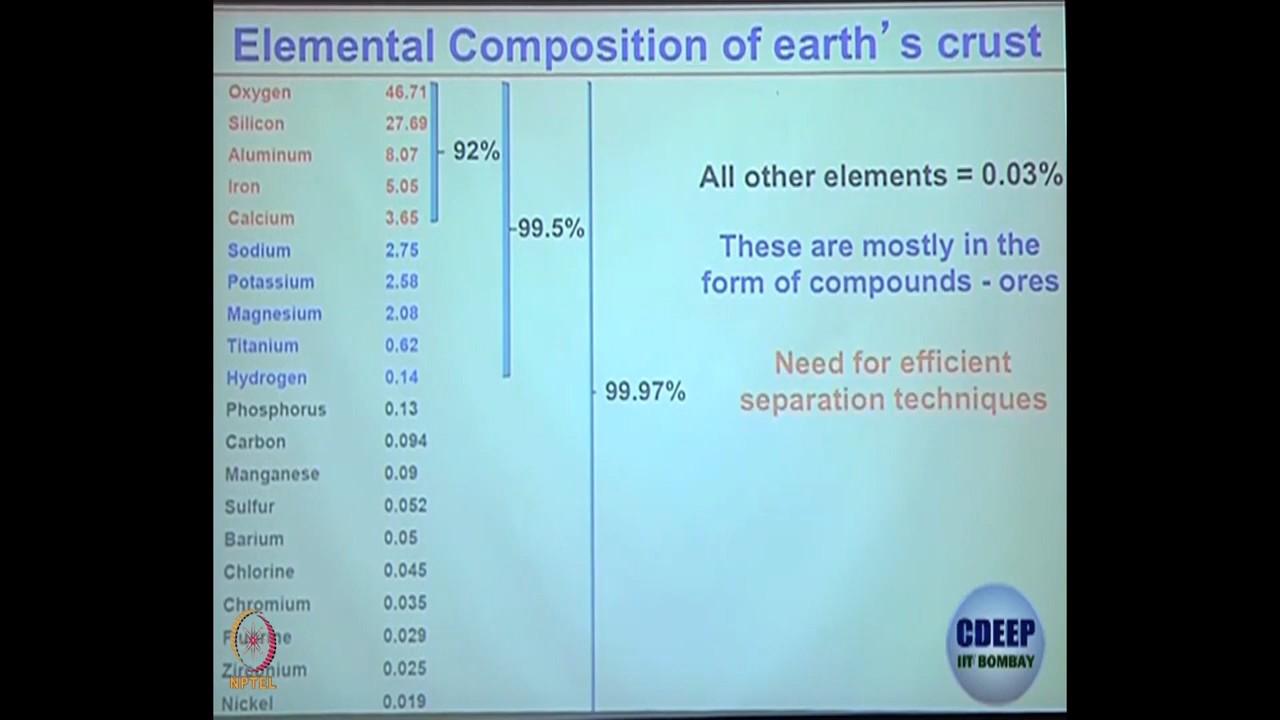 Elemental Composition of earth's crust
Oxygen 46.71
Silicon 27.69
Aluminum 8.07
Iron 5.05
Calcium 3.65
Sodium 2.75
Potassium 2.58
Magnesium 2.08
Titanium 0.62
Hydrogen 0.14
Phosphorus 0.13
Carbon 0.094
Manganese 0.09
Sulfur 0.052
Barium 0.05
Chlorine 0.045
Chromium 0.035
Fluorine 0.029
Zirconium 0.025
Nickel 0.019
92%
99.5%
99.97%
All other elements = 0.03%
These are mostly in the
form of compounds - ores
Need for efficient
separation techniques
NPTEL
CDEEP
IIT BOMBAY